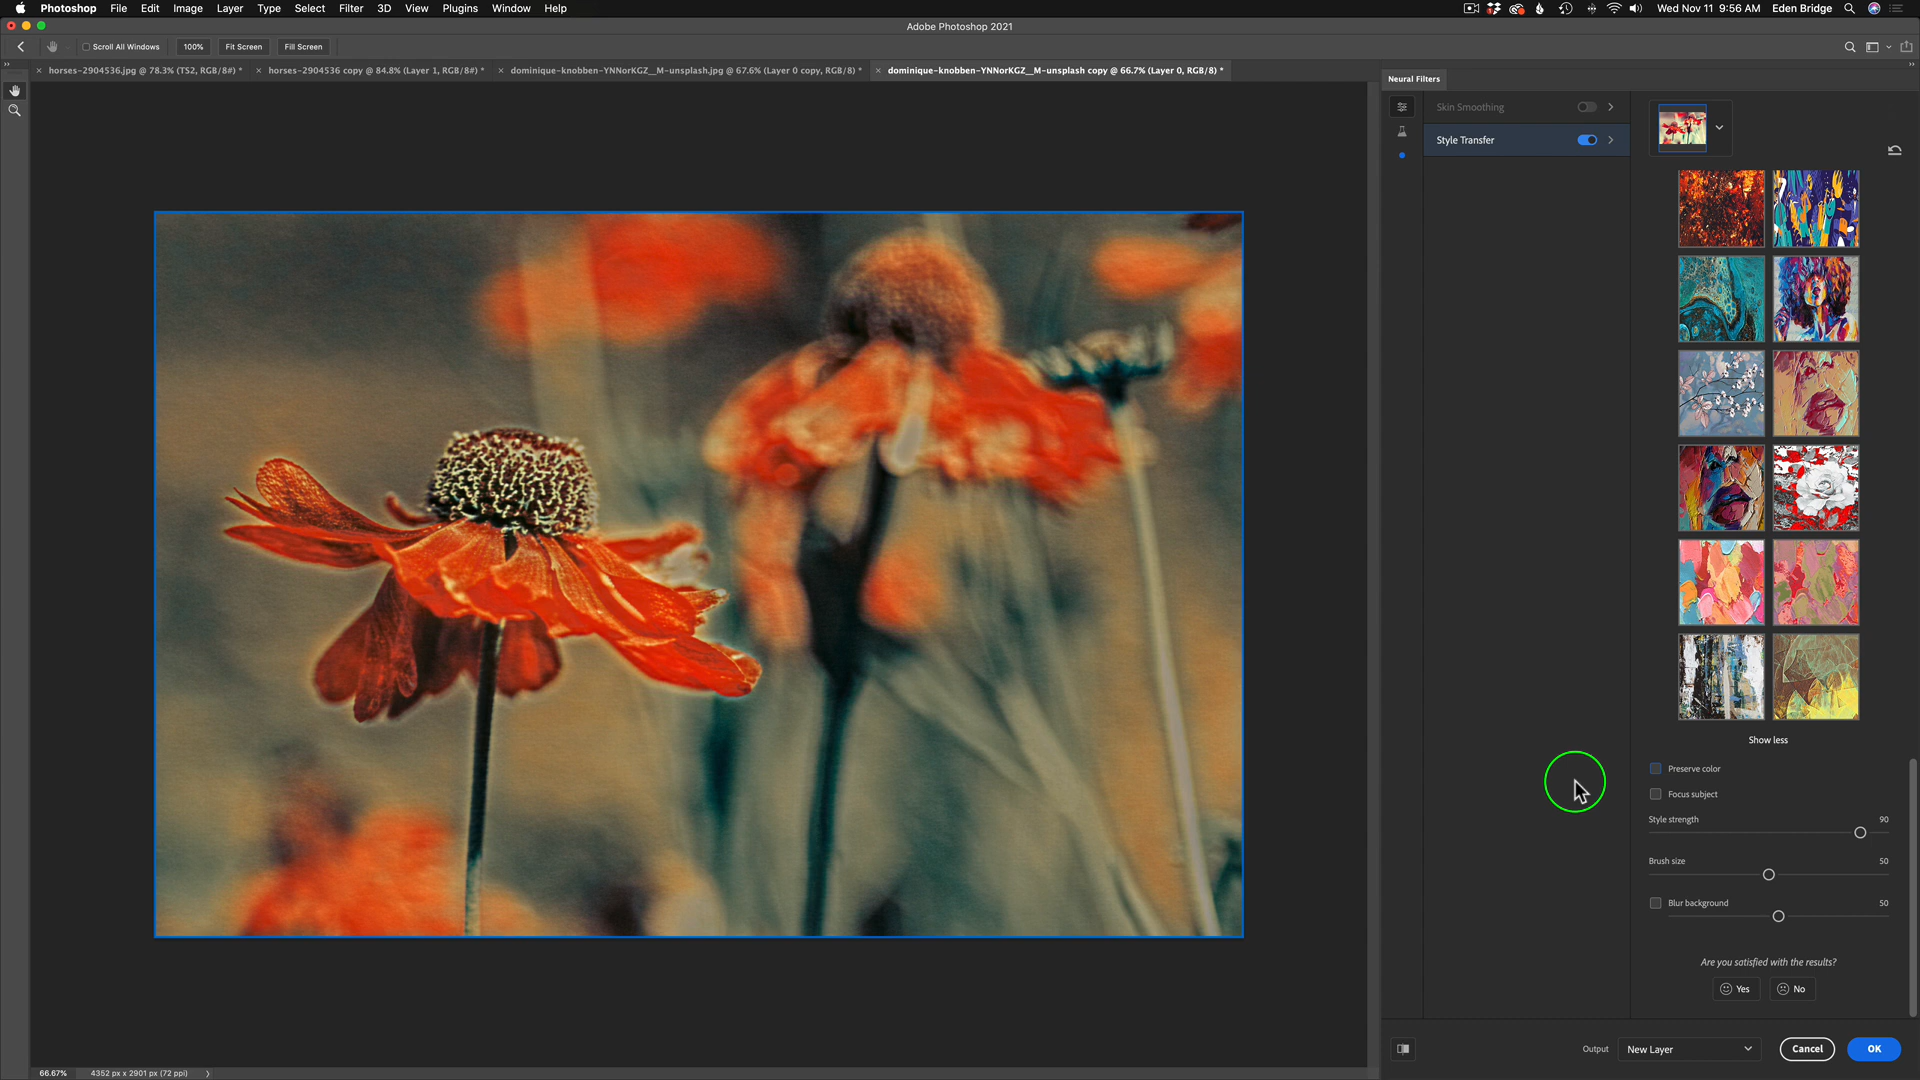 Photoshop File Edit Image Layer Type Select Filter 3D View Plugins Window Help Wed Nov 11 9:56 AM Eden Bridge
Adobe Photoshop 2021
Scroll All Windows 100% Fit Screen Fill Screen
horses-2904536.jpg @ 78.3% (TS2, RGB/8#) * horses-2904536 copy @ 84.8% (Layer 1, RGB/8#) * dominique-knobben-YNNorKGZ__M-unsplash.jpg @ 67.6% (Layer 0 copy, RGB/8) * dominique-knobben-YNNorKGZ__M-unsplash copy @ 66.7% (Layer 0, RGB/8) *
Neural Filters
Skin Smoothing
Style Transfer
Show less
Preserve color
Focus subject
Style strength 90
Brush size 50
Blur background 50
Are you satisfied with the results?
Yes No
Output New Layer Cancel OK
66.67% 4352 px x 2901 px (72 ppi)